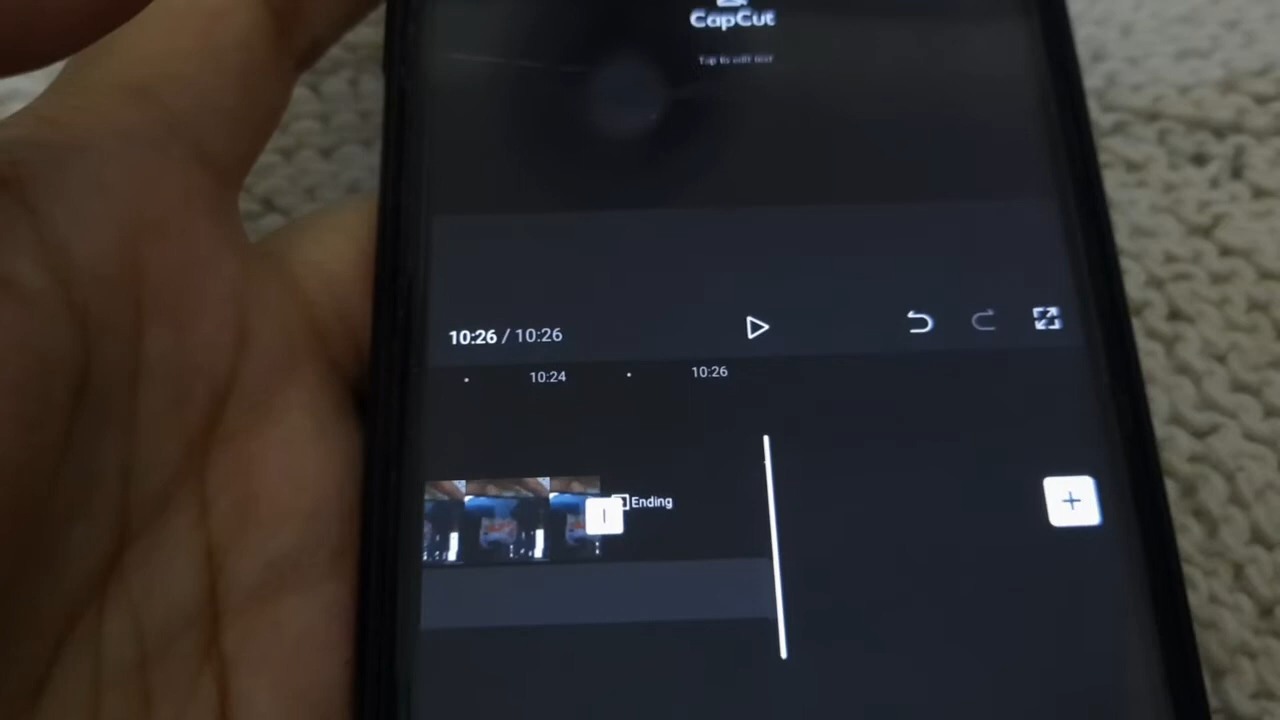 CapCut
Tap to edit text
10:26 / 10:26
10:24 10:26
Ending